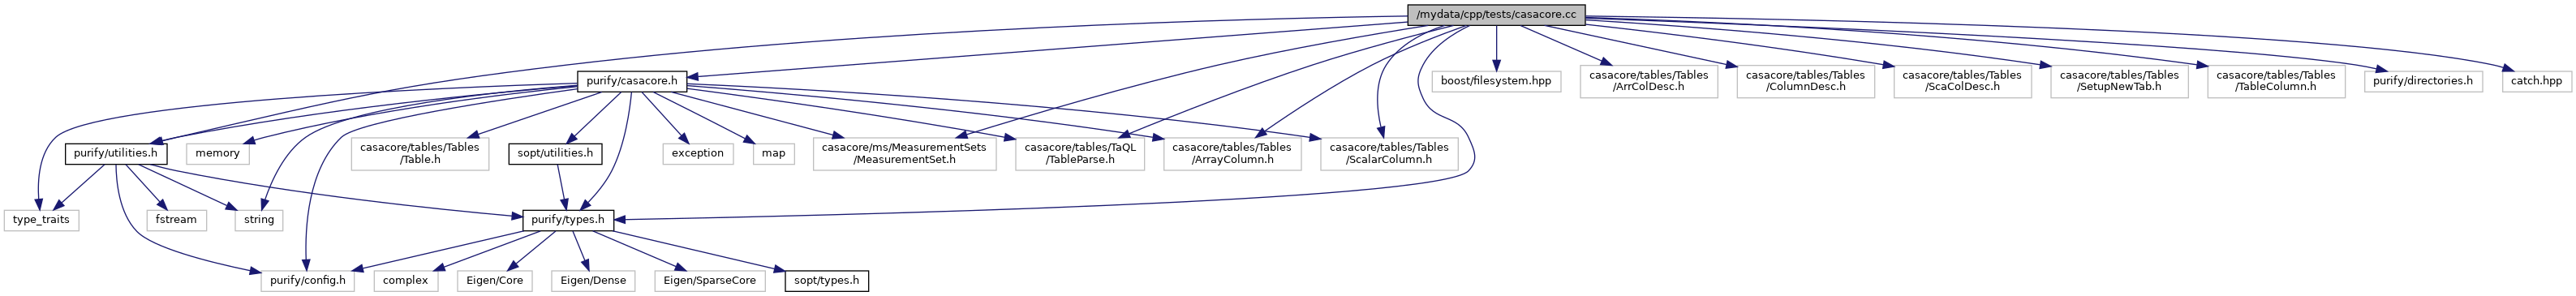 /mydata/cpp/tests/casacore.cc
purify/casacore.h
boost/filesystem.hpp
casacore/tables/Tables
/ArrColDesc.h
casacore/tables/Tables
/ColumnDesc.h
casacore/tables/Tables
/ScaColDesc.h
casacore/tables/Tables
/SetupNewTab.h
casacore/tables/Tables
/TableColumn.h
purify/directories.h
catch.hpp
purify/utilities.h
memory
casacore/tables/Tables
/Table.h
sopt/utilities.h
exception
map
casacore/ms/MeasurementSets
/MeasurementSet.h
casacore/tables/TaQL
/TableParse.h
casacore/tables/Tables
/ArrayColumn.h
casacore/tables/Tables
/ScalarColumn.h
type_traits
fstream
string
purify/types.h
purify/config.h
complex
Eigen/Core
Eigen/Dense
Eigen/SparseCore
sopt/types.h